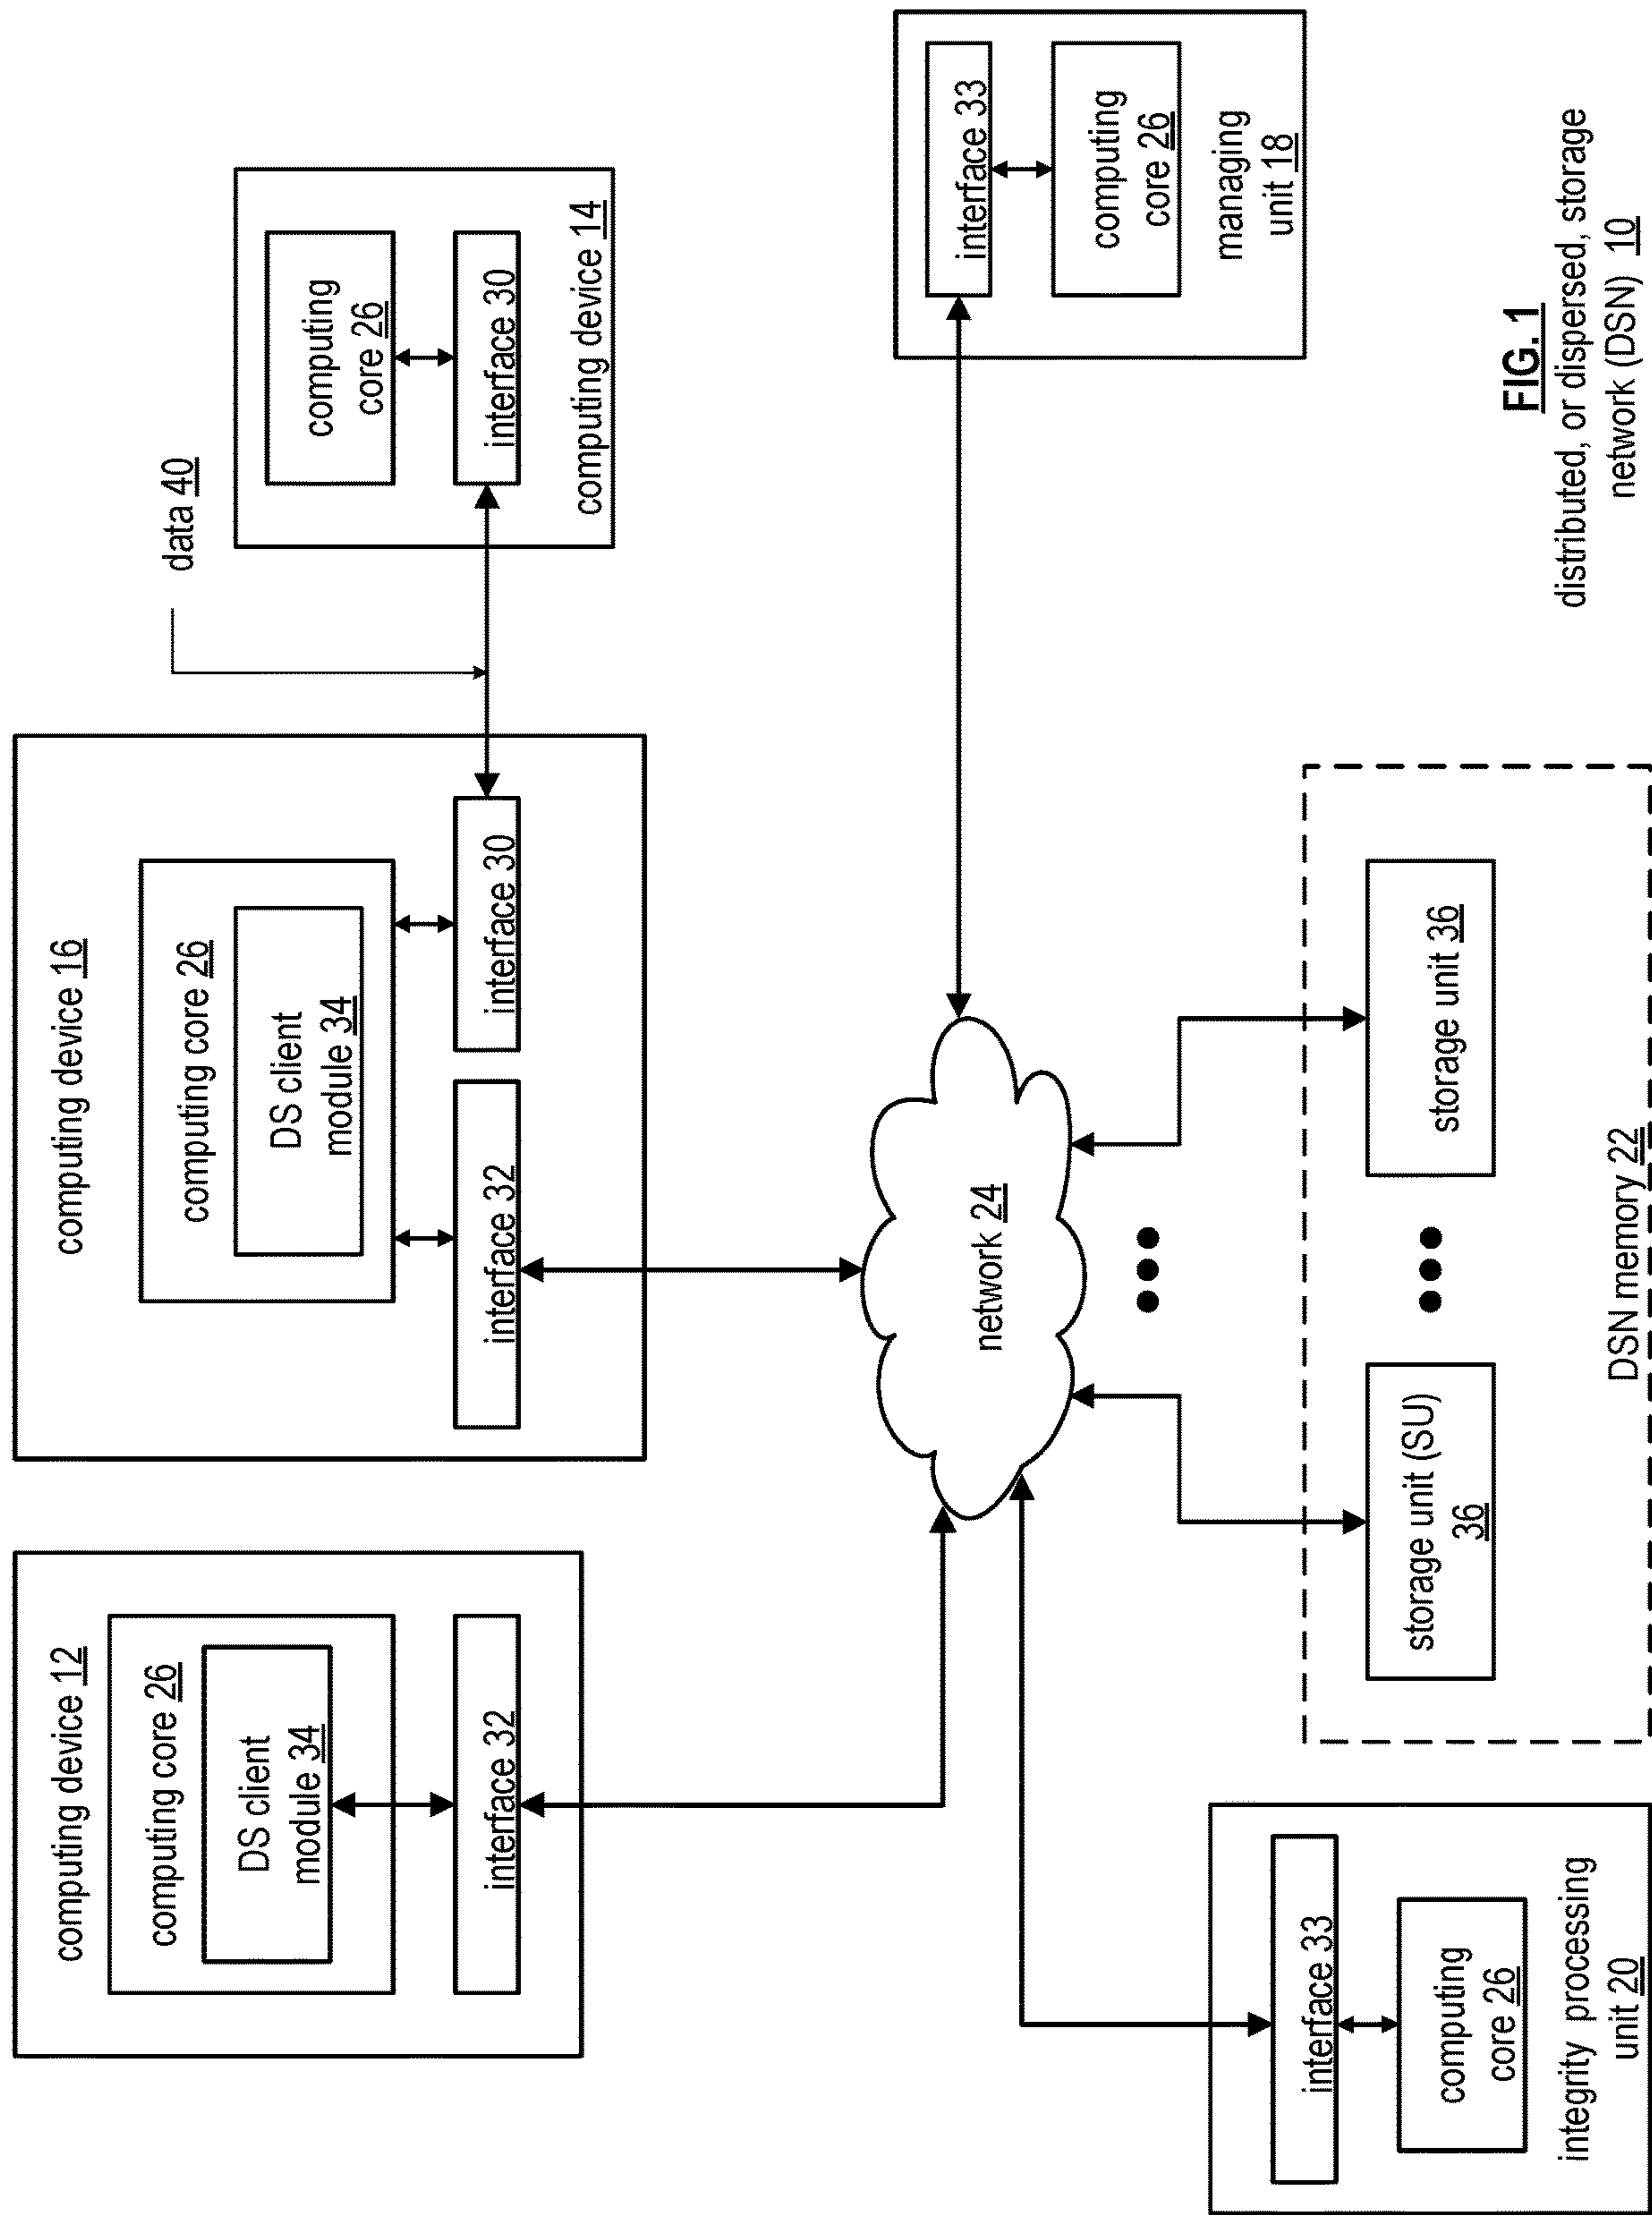 computing device 12
computing core 26
DS client
module 34
interface 32
computing device 16
computing core 26
DS client
module 34
interface 32
interface 30
data 40
computing
core 26
interface 30
computing device 14
network 24
interface 33
computing
core 26
managing
unit 18
interface 33
computing
core 26
integrity processing
unit 20
storage unit (SU)
36
storage unit 36
DSN memory 22
FIG. 1
distributed, or dispersed, storage
network (DSN) 10